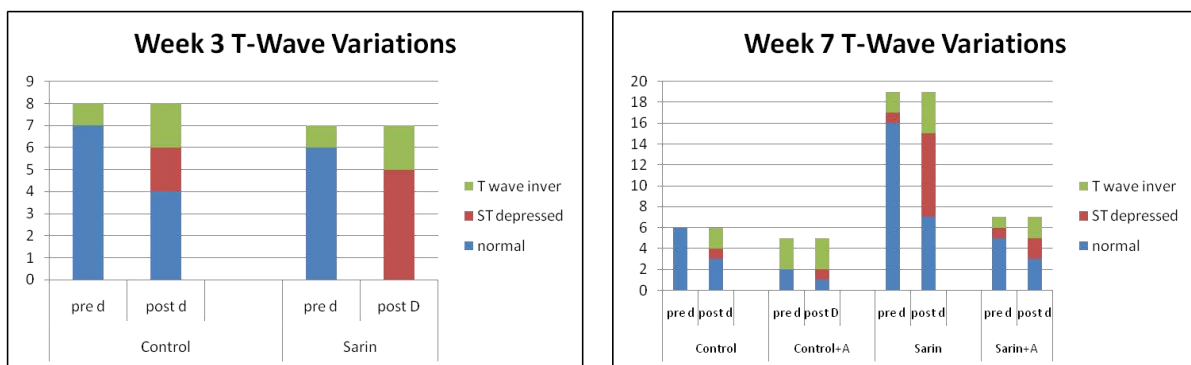 Week 3 T-Wave Variations
9
8
7
6
5
4
3
2
1
0
pre d post d pre d post D
Control Sarin
T wave inver
ST depressed
normal
Week 7 T-Wave Variations
20
18
16
14
12
10
8
6
4
2
0
pre d post d pre d post D pre d post d pre d post d
Control Control+A Sarin Sarin+A
T wave inver
ST depressed
normal